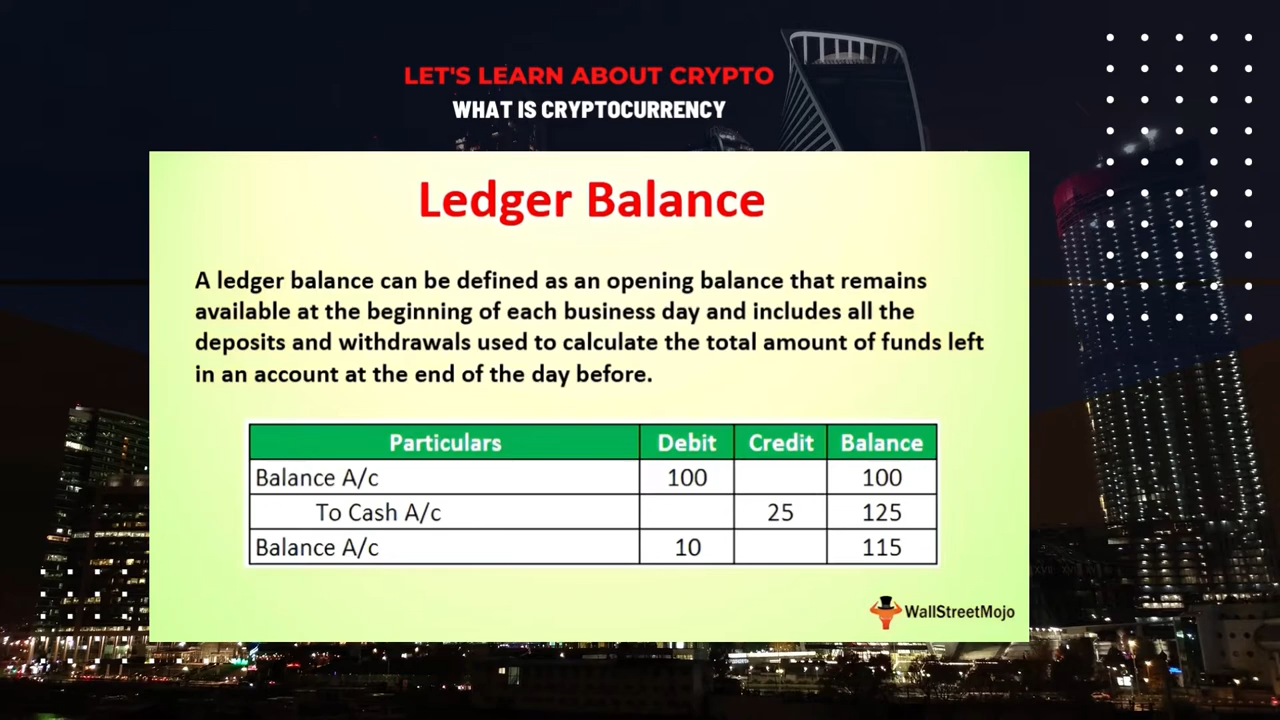 LET'S LEARN ABOUT CRYPTO
WHAT IS CRYPTOCURRENCY
Ledger Balance
A ledger balance can be defined as an opening balance that remains
available at the beginning of each business day and includes all the
deposits and withdrawals used to calculate the total amount of funds left
in an account at the end of the day before.
Particulars Debit Credit Balance
Balance A/c 100 100
To Cash A/c 25 125
Balance A/c 10 115
WallStreetMojo